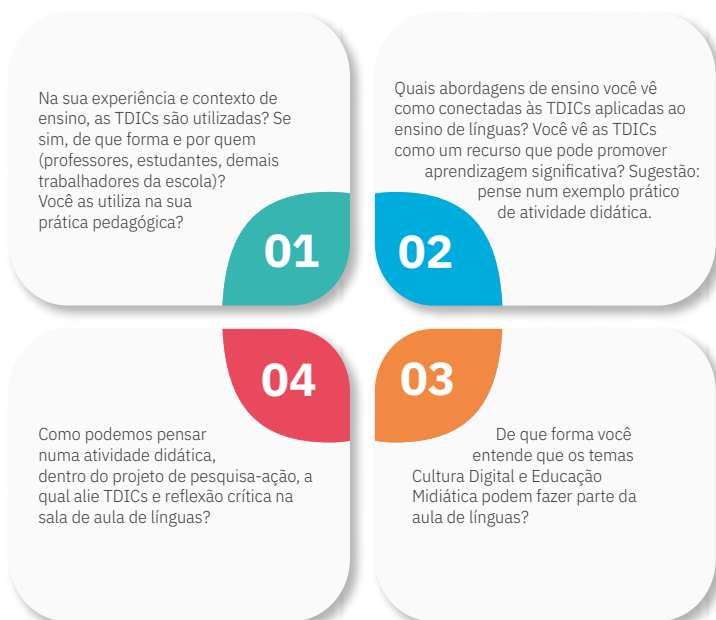 Na sua experiência e contexto de
ensino, as TDICs são utilizadas? Se
sim, de que forma e por quem
(professores, estudantes, demais
trabalhadores da escola)?
Você as utiliza na sua
prática pedagógica?
01
Quais abordagens de ensino você vê
como conectadas às TDICs aplicadas ao
ensino de línguas? Você vê as TDICs
como um recurso que pode promover
aprendizagem significativa? Sugestão:
pense num exemplo prático
de atividade didática.
02
04
Como podemos pensar
numa atividade didática,
dentro do projeto de pesquisa-ação, a
qual alie TDICs e reflexão crítica na
sala de aula de línguas?
03
De que forma você
entende que os temas
Cultura Digital e Educação
Midiática podem fazer parte da
aula de línguas?